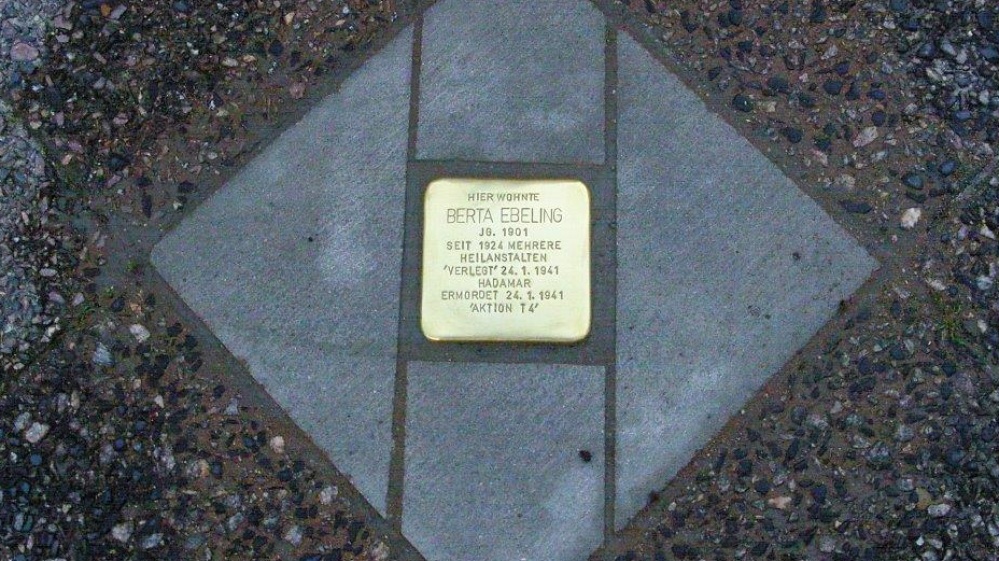 HIER WOHNTE
BERTA EBELING
JG. 1901
SEIT 1924 MEHRERE
HEILANSTALTEN
'VERLEGT' 24. 1. 1941
HADAMAR
ERMORDET 24. 1. 1941
'AKTION T4'